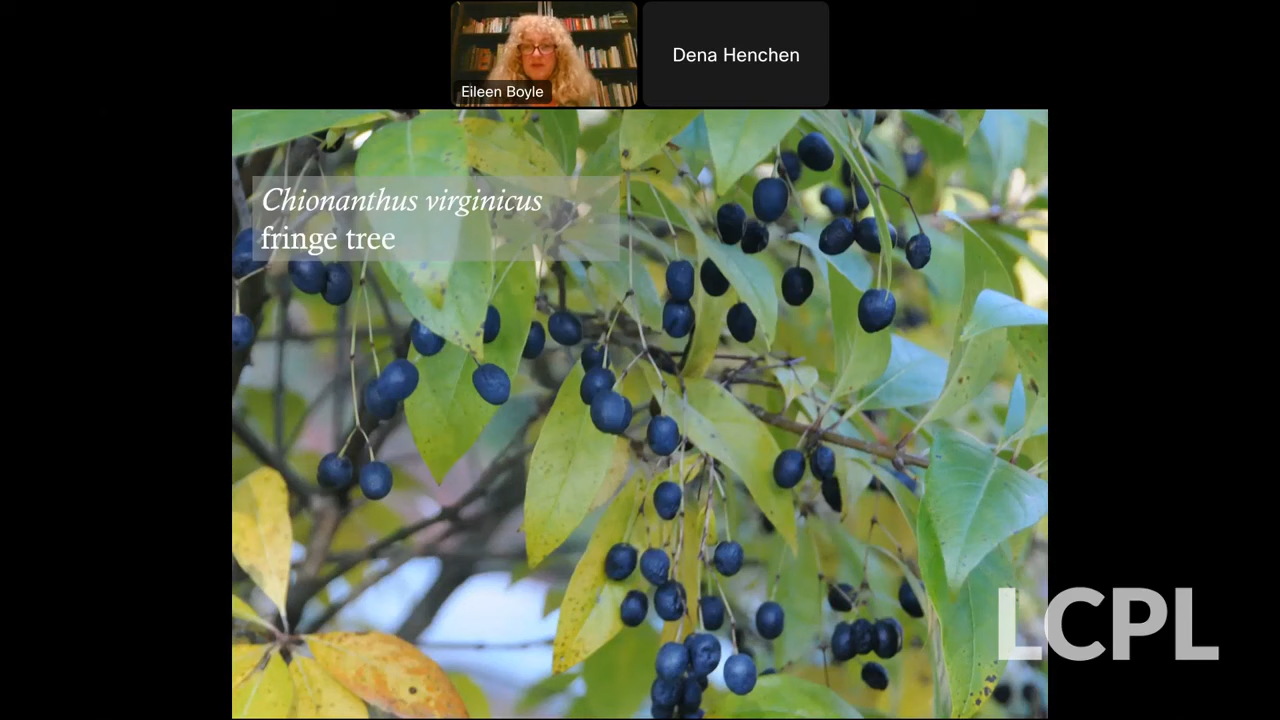 Eileen Boyle
Dena Henchen
Chionanthus virginicus
fringe tree
LCPL